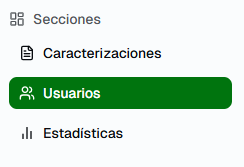 Secciones
Caracterizaciones
Usuarios
Estadísticas